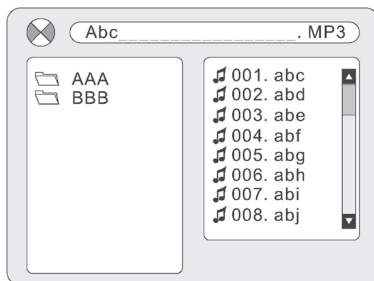 Abc_________________. MP3
AAA
BBB
001. abc
002. abd
003. abe
004. abf
005. abg
006. abh
007. abi
008. abj